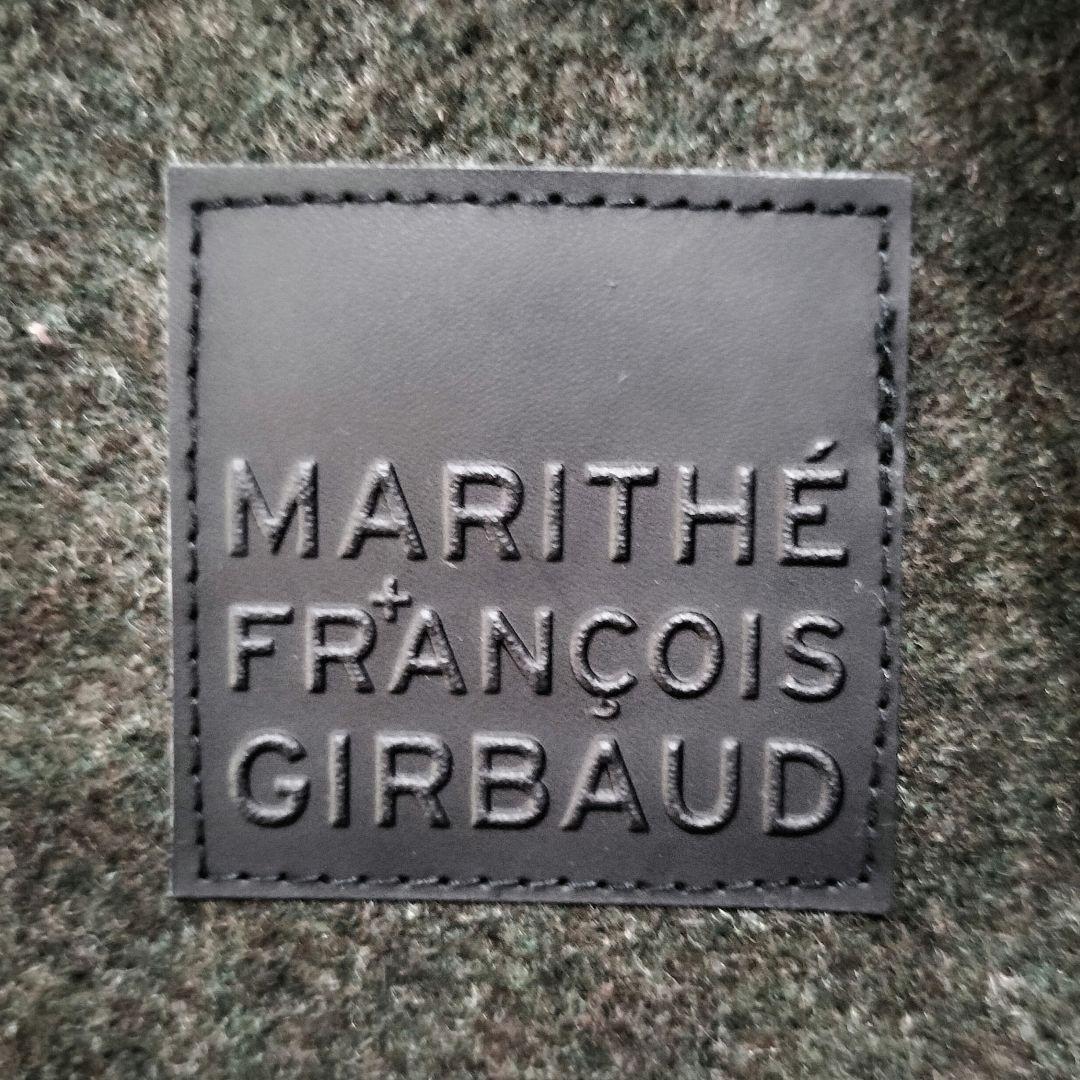 MARITHÉ
+
FRANÇOIS
GIRBAUD